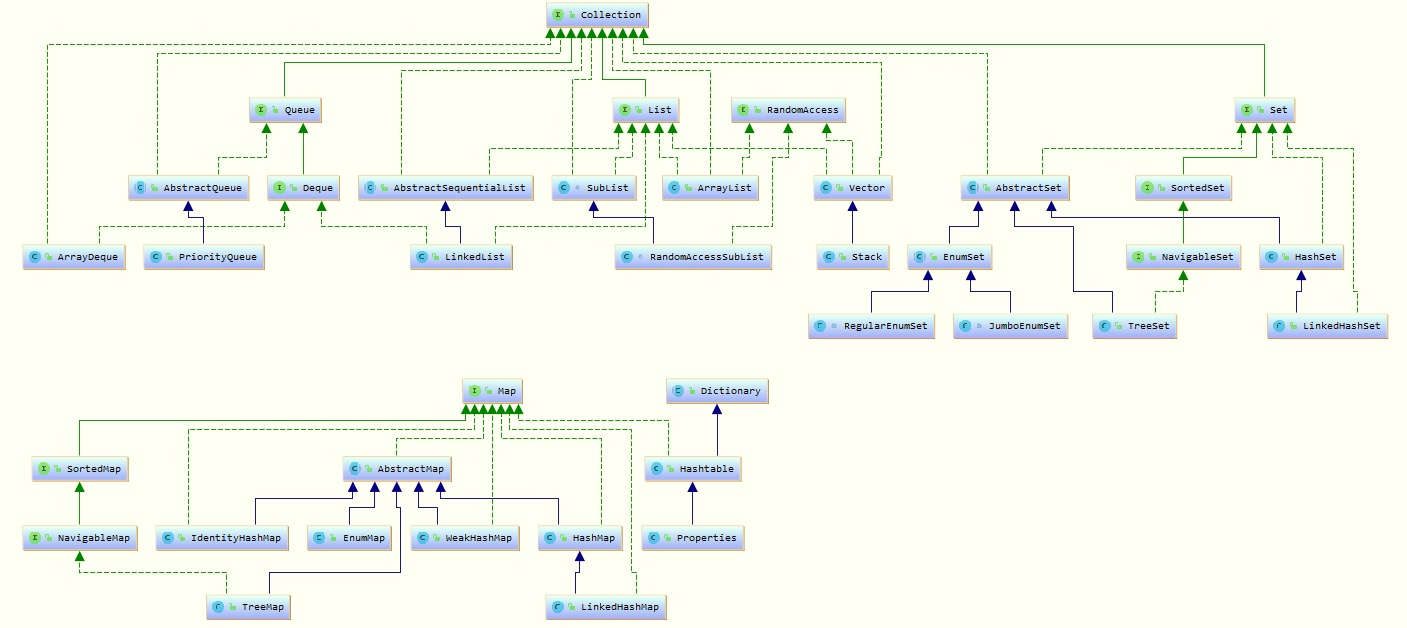 Collection
Queue
List
RandomAccess
Set
AbstractQueue
Deque
AbstractSequentialList
SubList
ArrayList
Vector
AbstractSet
SortedSet
ArrayDeque
PriorityQueue
LinkedList
RandomAccessSubList
Stack
EnumSet
NavigableSet
HashSet
RegularEnumSet
JumboEnumSet
TreeSet
LinkedHashSet
Map
Dictionary
SortedMap
AbstractMap
Hashtable
NavigableMap
IdentityHashMap
EnumMap
WeakHashMap
HashMap
Properties
TreeMap
LinkedHashMap